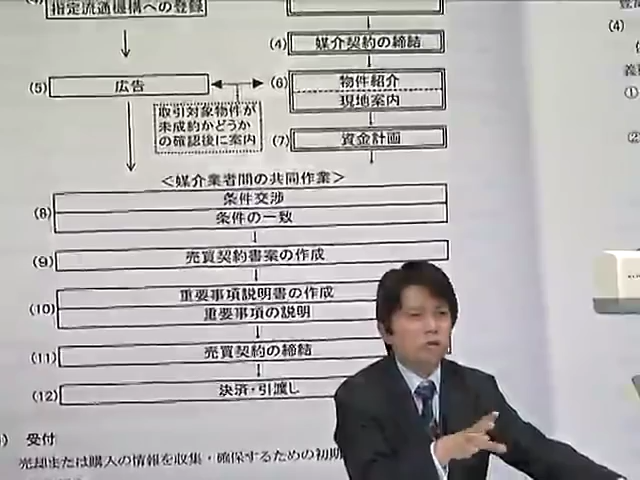 指定流通機構への登録
(4) 媒介契約の締結
(5) 広告
(6) 物件紹介
現地案内
取引対象物件が
未成約かどうか
の確認後に案内
(7) 資金計画
＜媒介業者間の共同作業＞
(8) 条件交渉
条件の一致
(9) 売買契約書案の作成
(10) 重要事項説明書の作成
重要事項の説明
(11) 売買契約の締結
(12) 決済・引渡し
) 受付
売却または購入の情報を収集・確保するための初期
(4)
義
①
②